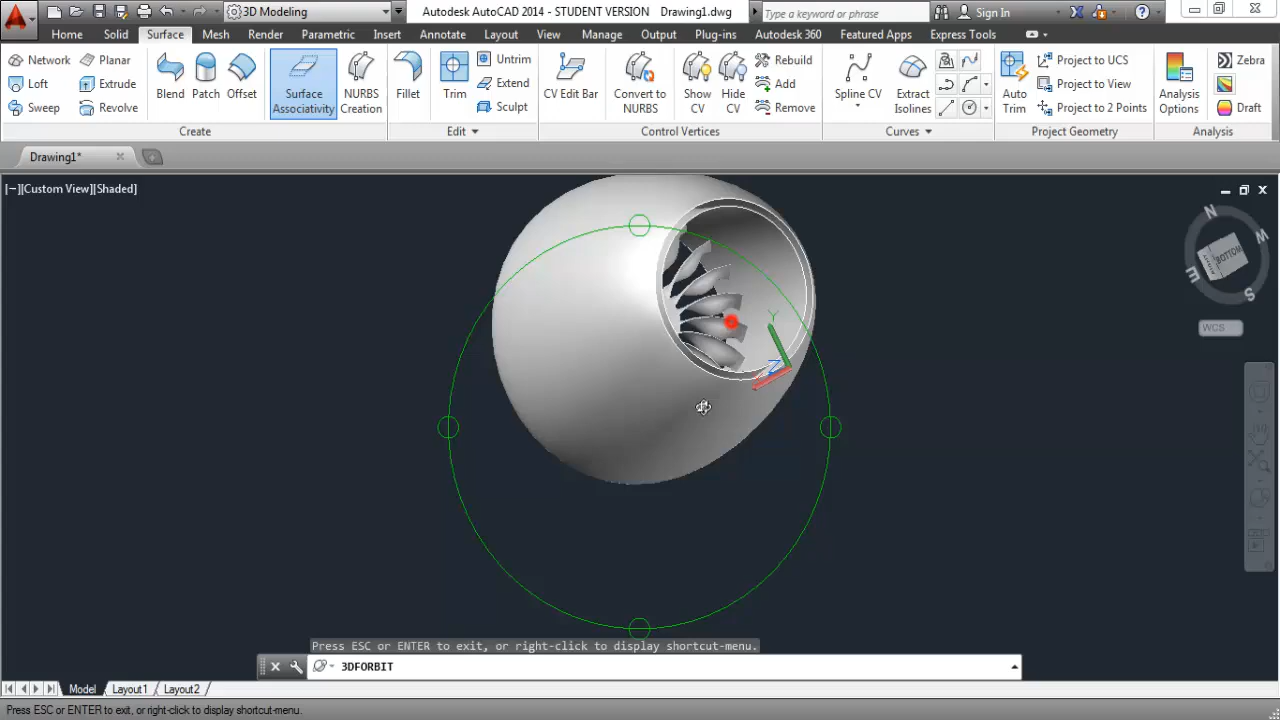 3D Modeling
Autodesk AutoCAD 2014 - STUDENT VERSION Drawing1.dwg
Type a keyword or phrase
Sign In
Home Solid Surface Mesh Render Parametric Insert Annotate Layout View Manage Output Plug-ins Autodesk 360 Featured Apps Express Tools
Network Planar
Loft Extrude
Sweep Revolve
Blend Patch Offset
Surface
Associativity
NURBS
Creation
Fillet
Trim
Untrim
Extend
Sculpt
CV Edit Bar
Convert to
NURBS
Show
CV
Hide
CV
Rebuild
Add
Remove
Spline CV
Extract
Isolines
Auto
Trim
Project to UCS
Project to View
Project to 2 Points
Analysis
Options
Zebra
Draft
Create Edit Control Vertices Curves Project Geometry Analysis
Drawing1*
[−][Custom View][Shaded]
N
W
BOTTOM
E
S
WCS
Y
Z
Press ESC or ENTER to exit, or right-click to display shortcut-menu.
3DFORBIT
Model Layout1 Layout2
Press ESC or ENTER to exit, or right-click to display shortcut-menu.